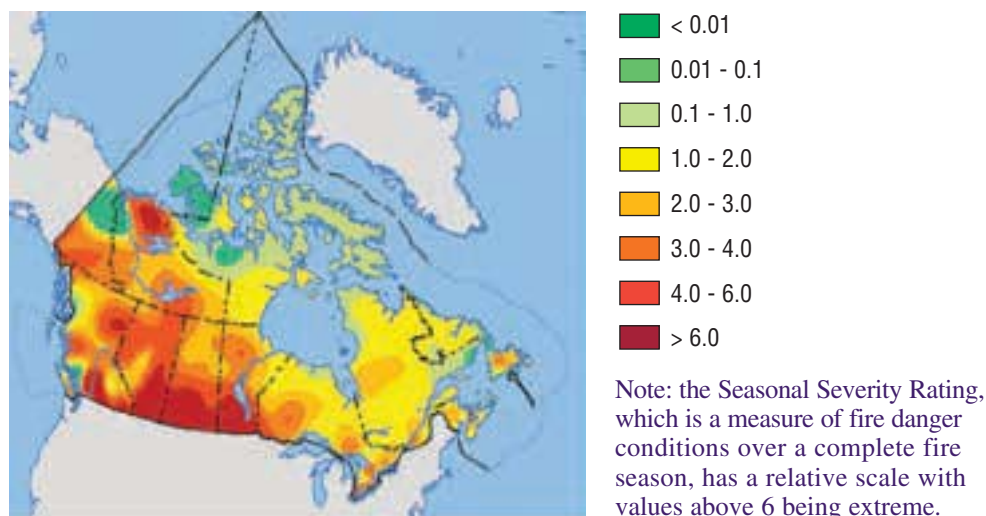 < 0.01
0.01 - 0.1
0.1 - 1.0
1.0 - 2.0
2.0 - 3.0
3.0 - 4.0
4.0 - 6.0
> 6.0
Note: the Seasonal Severity Rating,
which is a measure of fire danger
conditions over a complete fire
season, has a relative scale with
values above 6 being extreme.